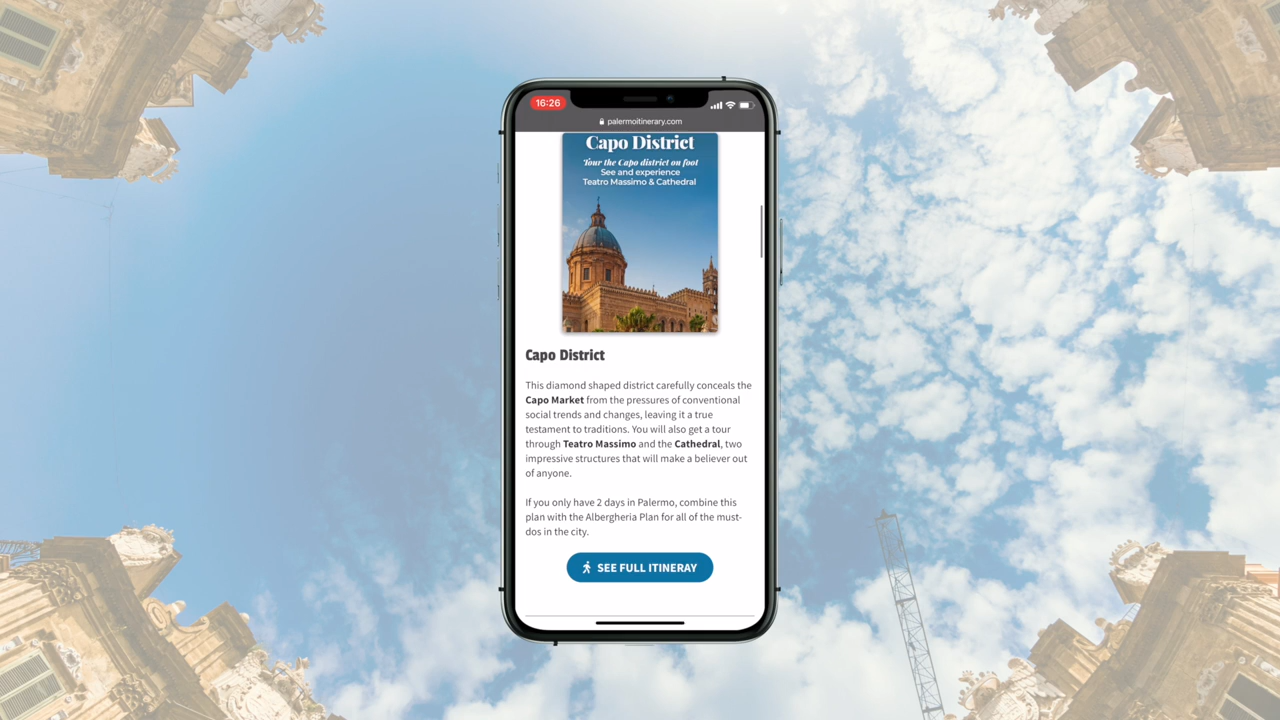 16:26
palermoitinerary.com
Capo District
Tour the Capo district on foot
See and experience
Teatro Massimo & Cathedral
Capo District
This diamond shaped district carefully conceals the
Capo Market from the pressures of conventional
social trends and changes, leaving it a true
testament to traditions. You will also get a tour
through Teatro Massimo and the Cathedral, two
impressive structures that will make a believer out
of anyone.
If you only have 2 days in Palermo, combine this
plan with the Albergheria Plan for all of the must-
dos in the city.
SEE FULL ITINERAY